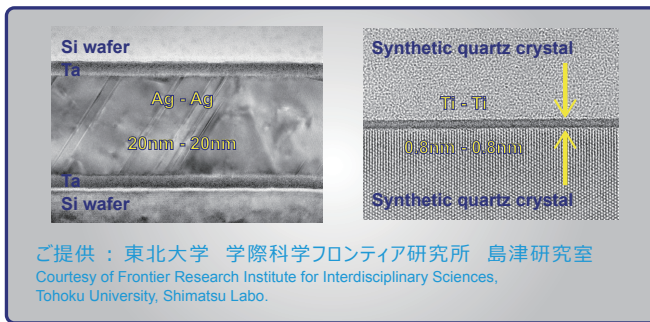 Si wafer
Ta
Ag - Ag
20nm - 20nm
Ta
Si wafer
Synthetic quartz crystal
Ti - Ti
0.8nm - 0.8nm
Synthetic quartz crystal
ご提供 : 東北大学 学際科学フロンティア研究所 島津研究室
Courtesy of Frontier Research Institute for Interdisciplinary Sciences,
Tohoku University, Shimatsu Labo.